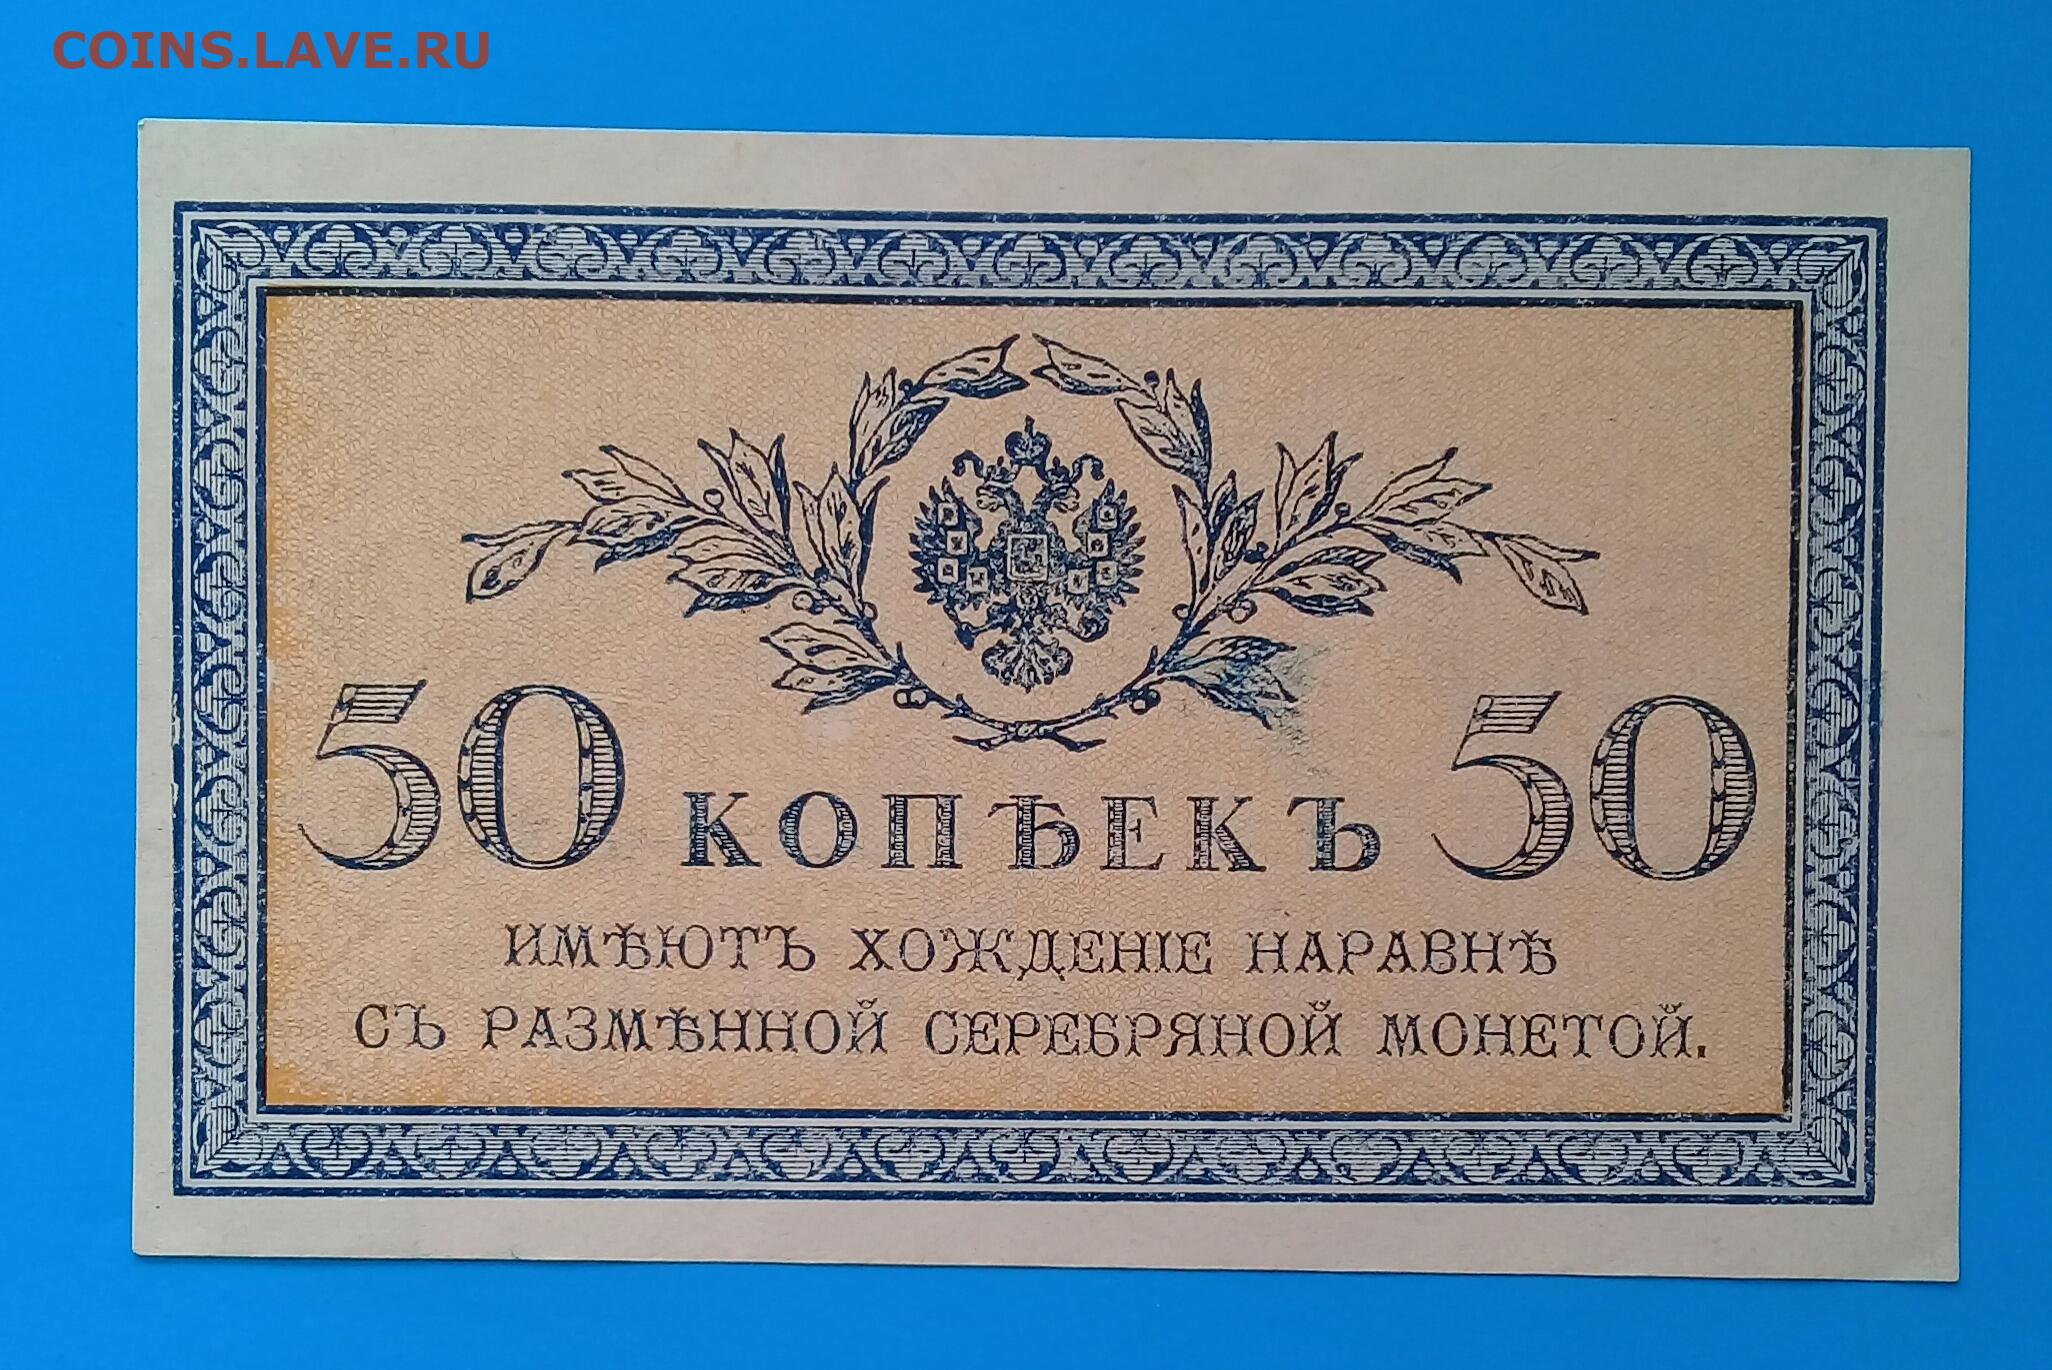 COINS.LAVE.RU
50 КОПѢЕКЪ 50
ИМѢЮТЪ ХОЖДЕНІЕ НАРАВНѢ
СЪ РАЗМѢННОЙ СЕРЕБРЯНОЙ МОНЕТОЙ.